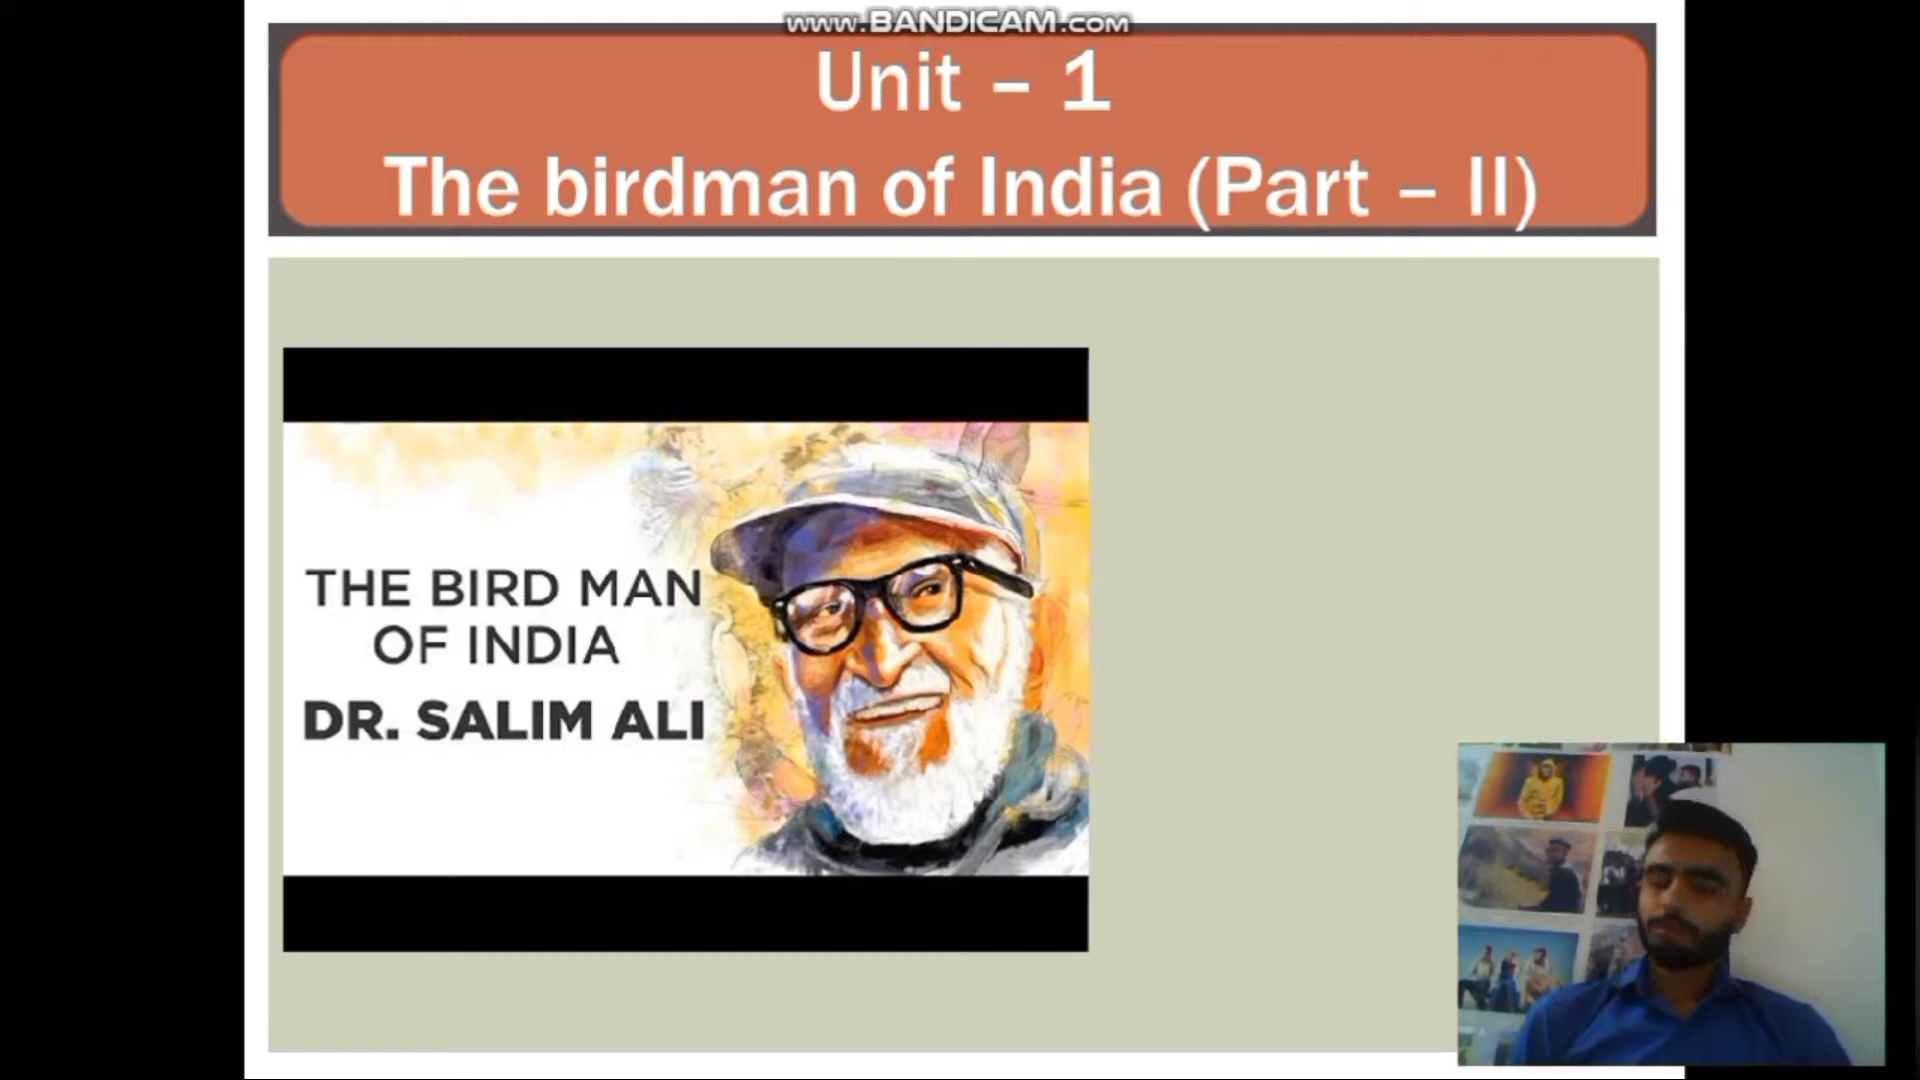 www.BANDICAM.com
Unit – 1
The birdman of India (Part – II)
THE BIRD MAN
OF INDIA
DR. SALIM ALI